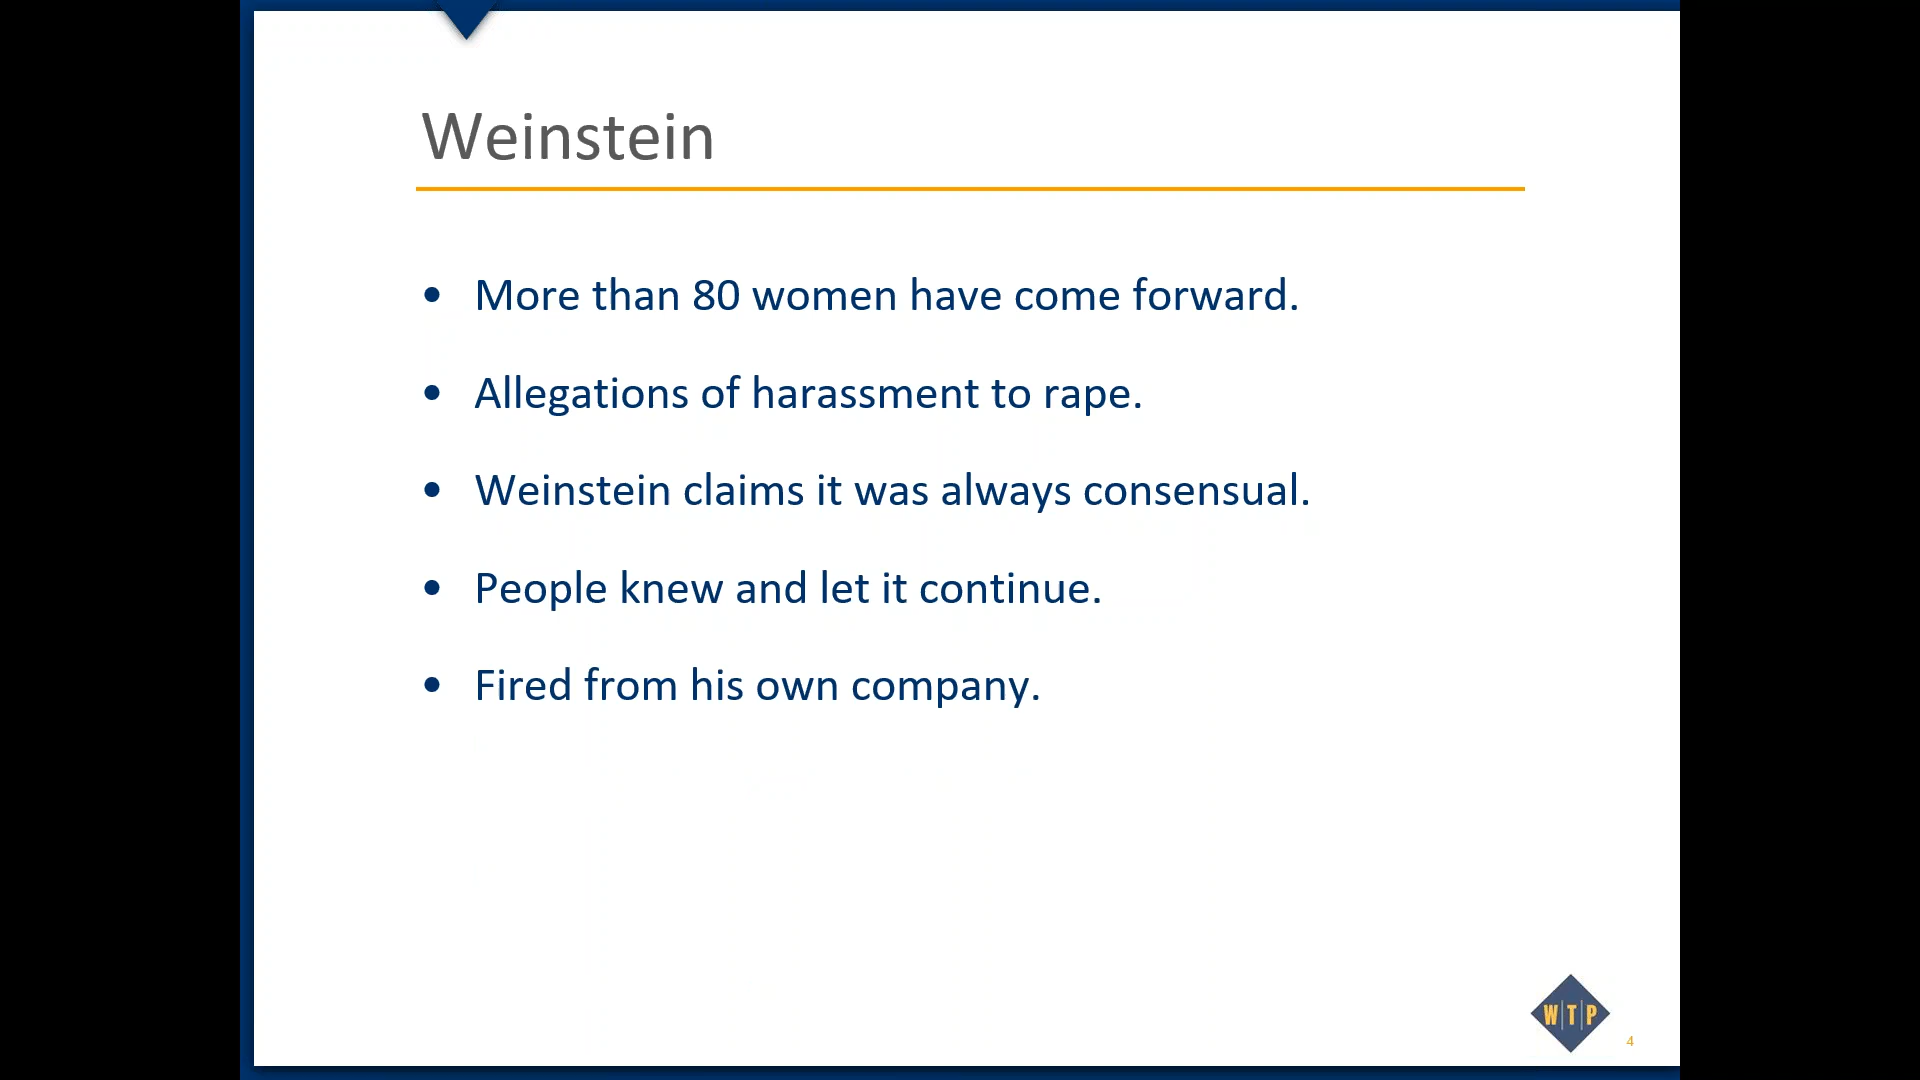 Weinstein
• More than 80 women have come forward.
• Allegations of harassment to rape.
• Weinstein claims it was always consensual.
• People knew and let it continue.
• Fired from his own company.
W|T|P
4